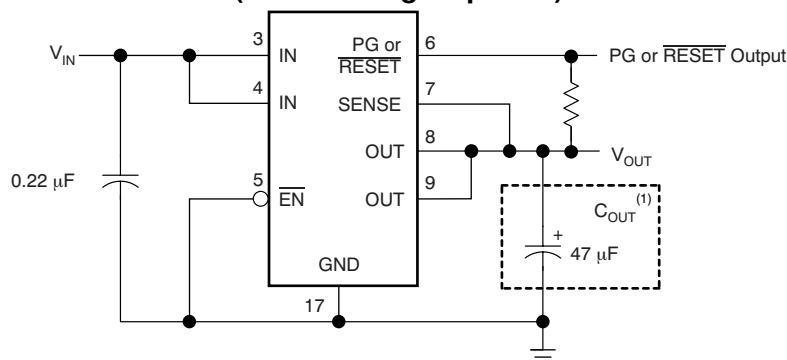 V_IN
3
IN
PG or
RESET
6
PG or RESET Output
4
IN
SENSE
7
OUT
8
V_OUT
0.22 μF
5
EN
OUT
9
C_OUT (1)
+
47 μF
GND
17